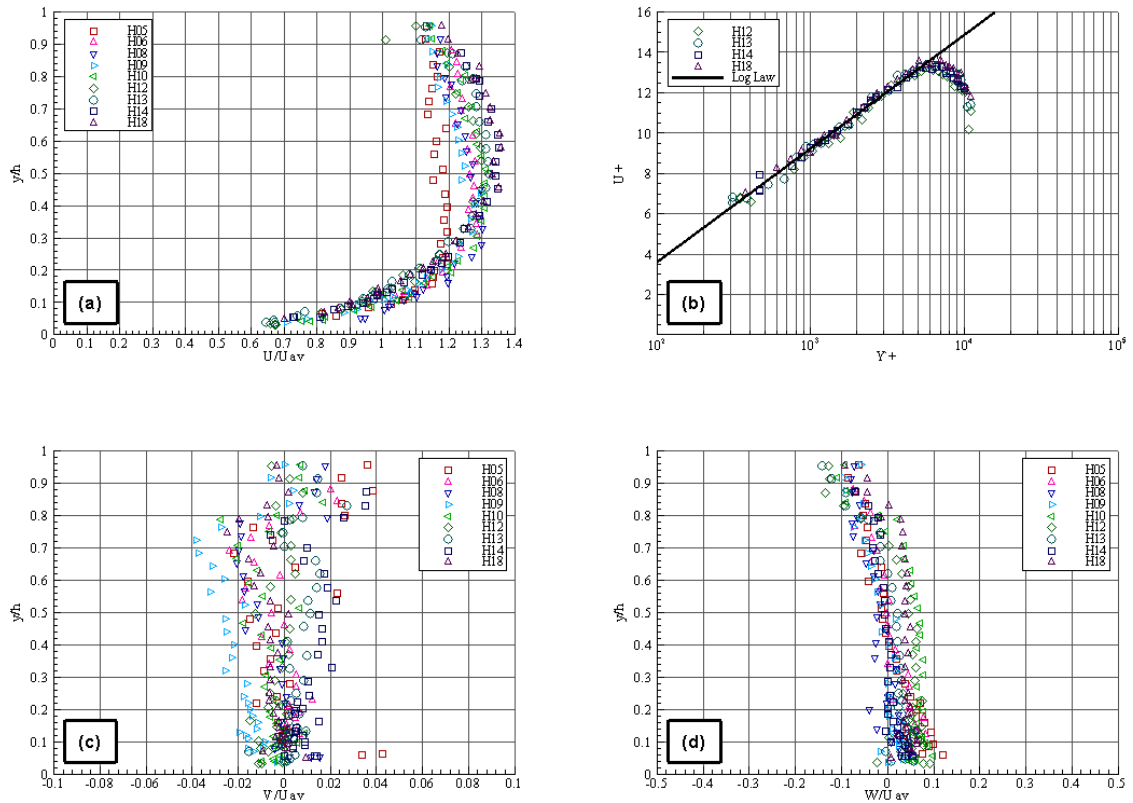 1
0.9
0.8
0.7
0.6
0.5
0.4
0.3
0.2
0.1
0
y/h
H05
H06
H08
H09
H10
H12
H13
H14
H18
(a)
0 0.1 0.2 0.3 0.4 0.5 0.6 0.7 0.8 0.9 1 1.1 1.2 1.3 1.4
U/Uav
16
14
12
10
8
6
4
2
U+
H12
H13
H14
H18
Log Law
(b)
10² 10³ 10⁴ 10⁵
Y+
1
0.9
0.8
0.7
0.6
0.5
0.4
0.3
0.2
0.1
0
y/h
H05
H06
H08
H09
H10
H12
H13
H14
H18
(c)
-0.1 -0.08 -0.06 -0.04 -0.02 0 0.02 0.04 0.06 0.08 0.1
V/Uav
1
0.9
0.8
0.7
0.6
0.5
0.4
0.3
0.2
0.1
0
y/h
H05
H06
H08
H09
H10
H12
H13
H14
H18
(d)
-0.5 -0.4 -0.3 -0.2 -0.1 0 0.1 0.2 0.3 0.4 0.5
W/Uav